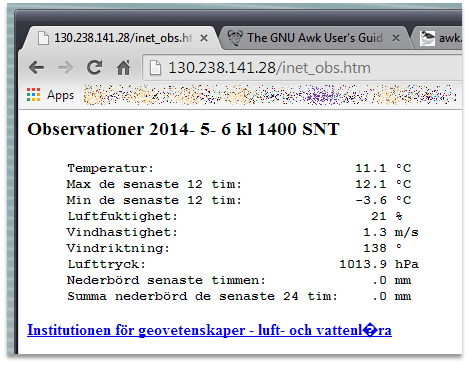 130.238.141.28/inet_obs.ht
The GNU Awk User's Guid
awk.
130.238.141.28/inet_obs.htm
Apps
Observationer 2014- 5- 6 kl 1400 SNT
Temperatur: 11.1 °C
Max de senaste 12 tim: 12.1 °C
Min de senaste 12 tim: -3.6 °C
Luftfuktighet: 21 %
Vindhastighet: 1.3 m/s
Vindriktning: 138 °
Lufttryck: 1013.9 hPa
Nederbörd senaste timmen: .0 mm
Summa nederbörd de senaste 24 tim: .0 mm
Institutionen för geovetenskaper - luft- och vattenl�ra